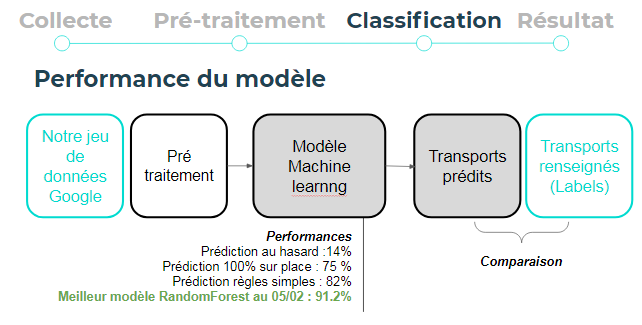 Collecte Pré-traitement Classification Résultat
Performance du modèle
Notre jeu
de
données
Google
Pré
traitement
Modèle
Machine
learnng
Transports
prédits
Transports
renseignés
(Labels)
Performances
Prédiction au hasard :14%
Prédiction 100% sur place : 75 %
Prédiction règles simples : 82%
Meilleur modèle RandomForest au 05/02 : 91.2%
Comparaison